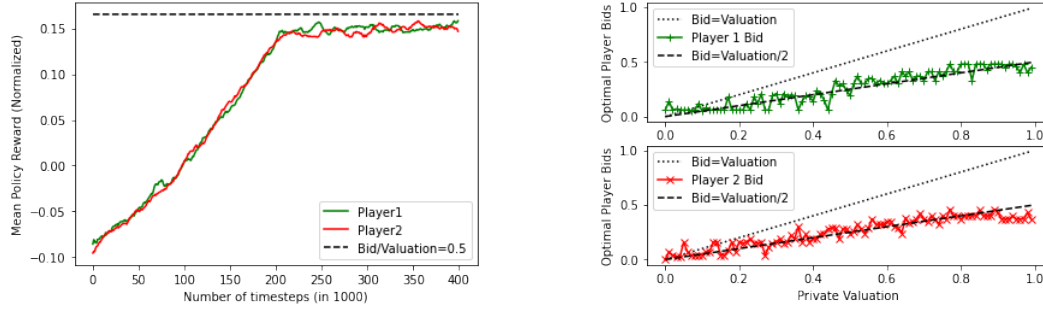 Mean Policy Reward (Normalized)
0.15
0.10
0.05
0.00
−0.05
−0.10
Player1
Player2
Bid/Valuation=0.5
0 50 100 150 200 250 300 350 400
Number of timesteps (in 1000)
Optimal Player Bids
1.0
0.5
0.0
Bid=Valuation
Player 1 Bid
Bid=Valuation/2
0.0 0.2 0.4 0.6 0.8 1.0
Optimal Player Bids
1.0
0.5
0.0
Bid=Valuation
Player 2 Bid
Bid=Valuation/2
0.0 0.2 0.4 0.6 0.8 1.0
Private Valuation